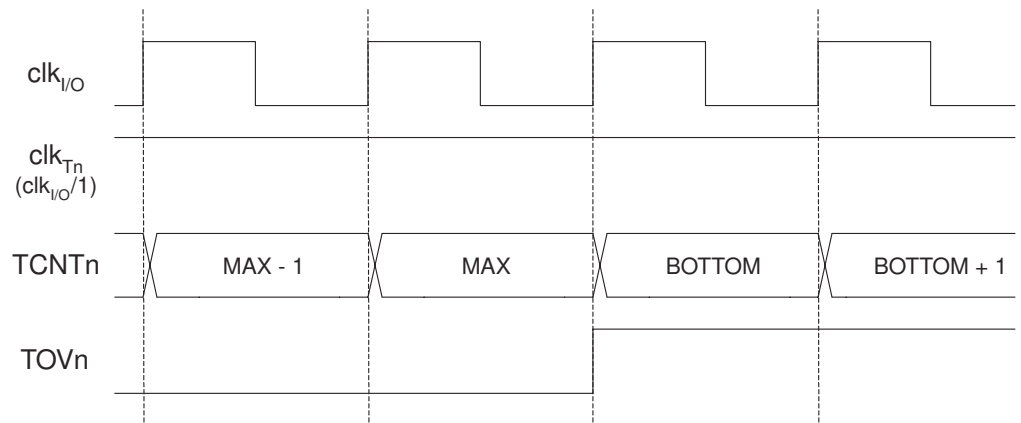 clkI/O
clkTn
(clkI/O/1)
TCNTn MAX - 1 MAX BOTTOM BOTTOM + 1
TOVn